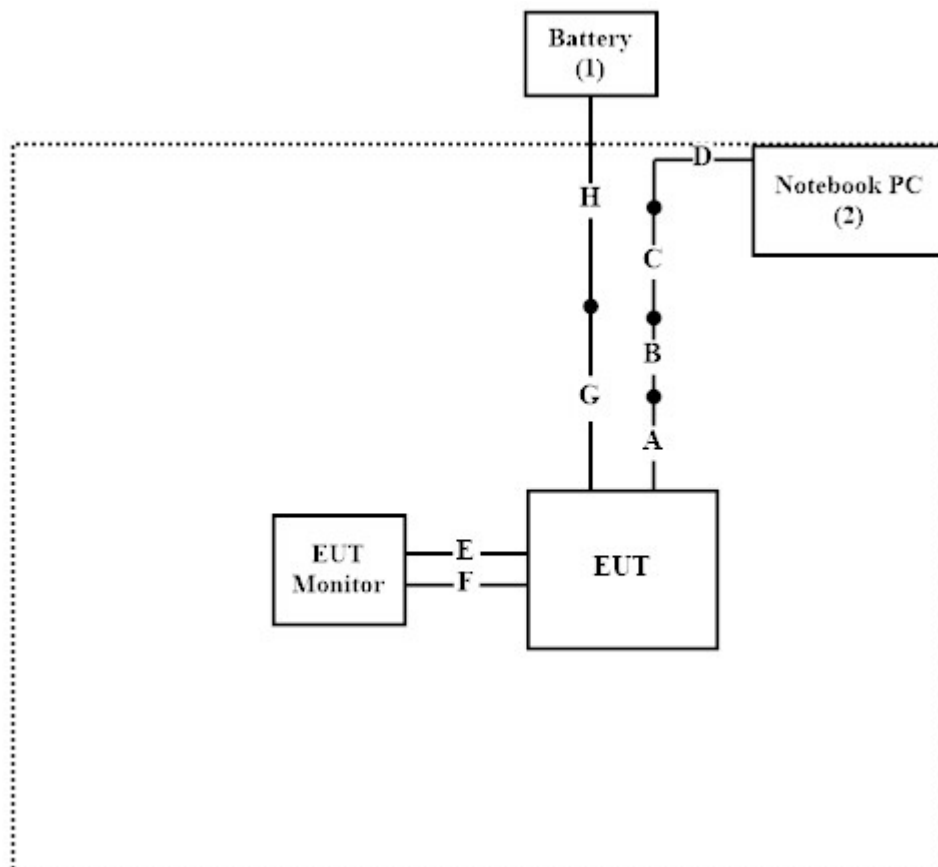 Battery
(1)
D
Notebook PC
(2)
H
C
B
G
A
EUT
Monitor
E
F
EUT